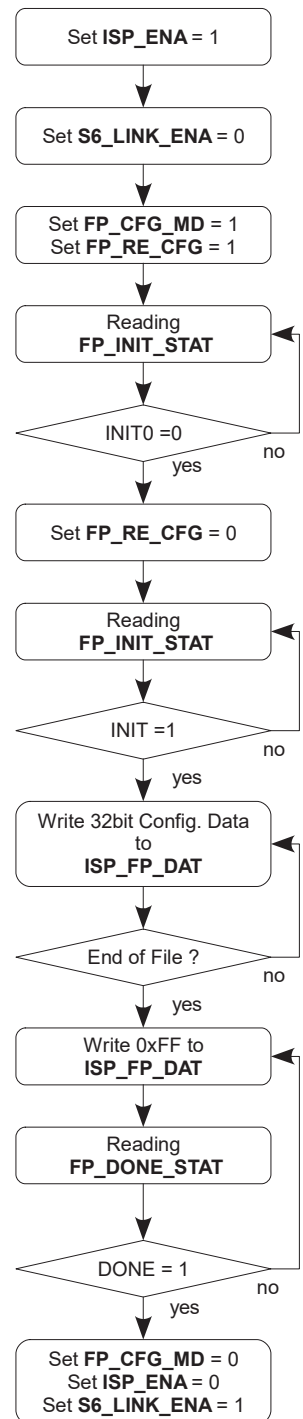 Set ISP_ENA = 1
Set S6_LINK_ENA = 0
Set FP_CFG_MD = 1
Set FP_RE_CFG = 1
Reading
FP_INIT_STAT
INIT0 =0
no
yes
Set FP_RE_CFG = 0
Reading
FP_INIT_STAT
INIT =1
no
yes
Write 32bit Config. Data
to
ISP_FP_DAT
End of File ?
no
yes
Write 0xFF to
ISP_FP_DAT
Reading
FP_DONE_STAT
DONE = 1
no
yes
Set FP_CFG_MD = 0
Set ISP_ENA = 0
Set S6_LINK_ENA = 1